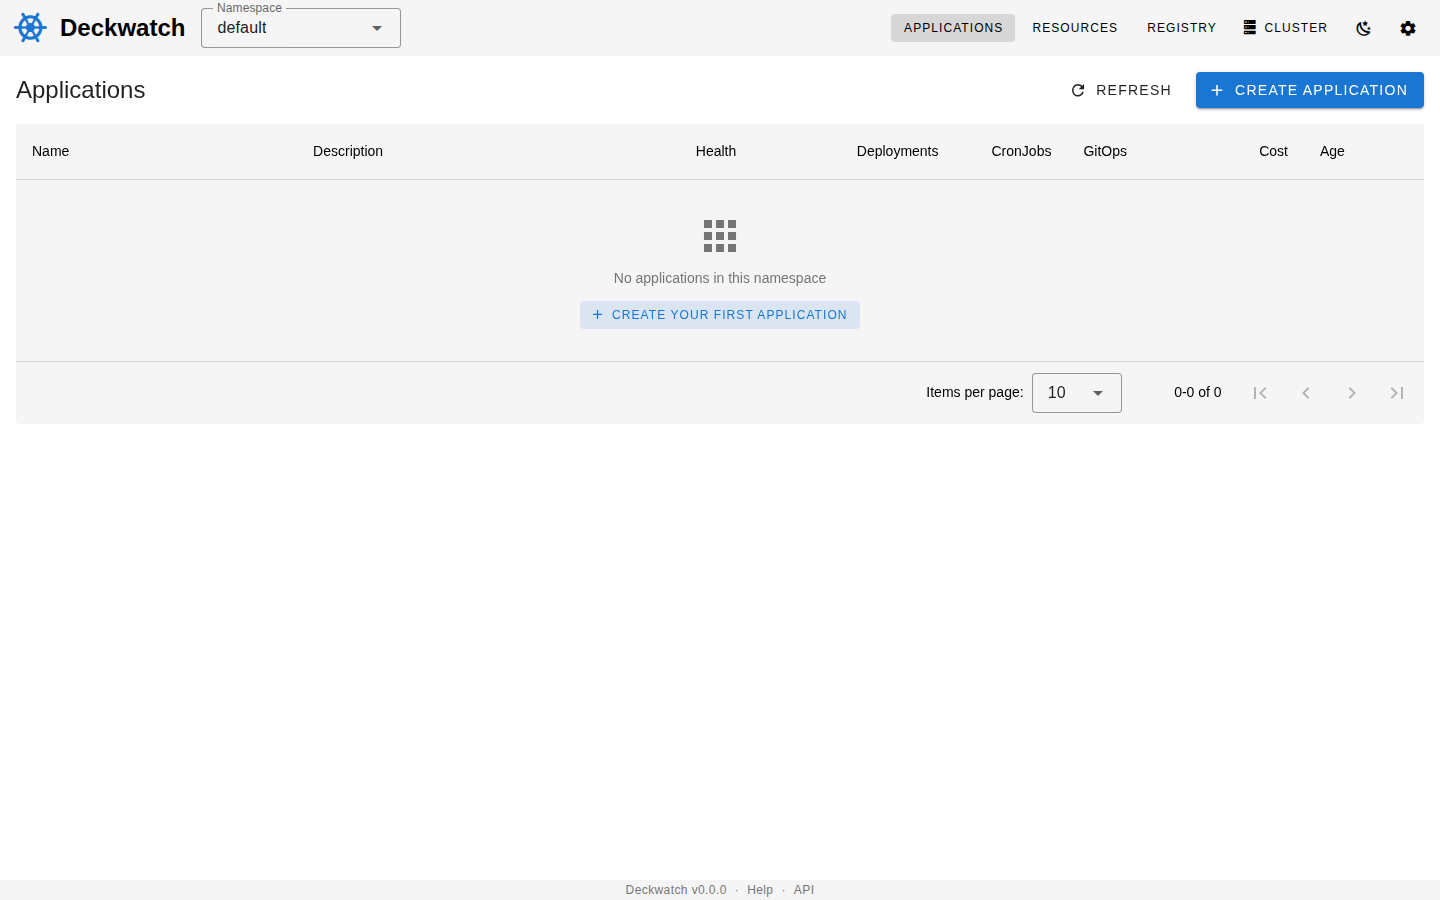 Deckwatch
Namespace
default
APPLICATIONS
RESOURCES
REGISTRY
CLUSTER
Applications
REFRESH
CREATE APPLICATION
Name Description Health Deployments CronJobs GitOps Cost Age
No applications in this namespace
CREATE YOUR FIRST APPLICATION
Items per page: 10 0-0 of 0
Deckwatch v0.0.0 · Help · API